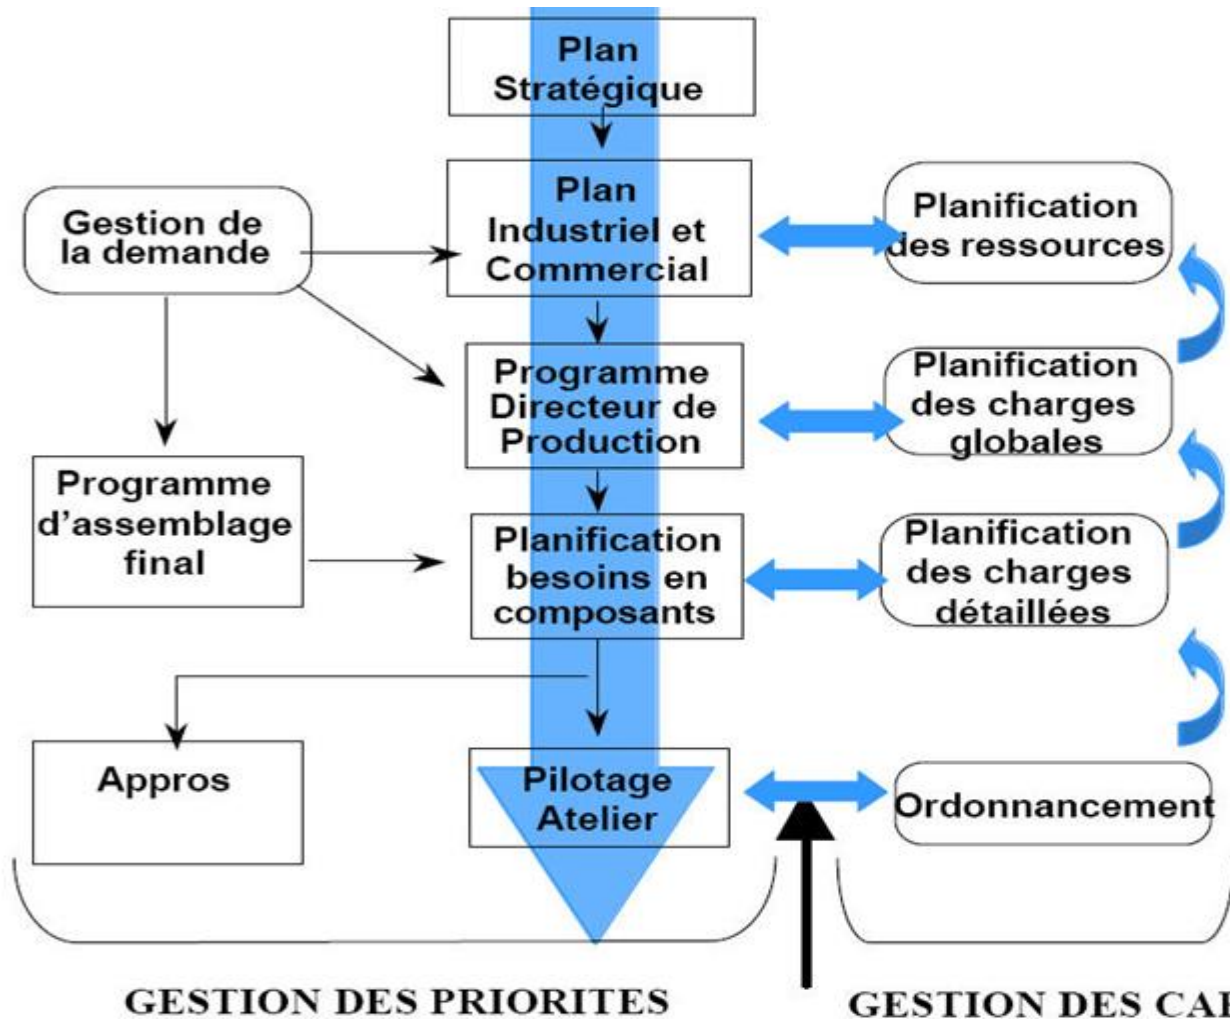 Plan
Stratégique
Plan
Industriel et
Commercial
Planification
des ressources
Gestion de
la demande
Programme
Directeur de
Production
Planification
des charges
globales
Programme
d'assemblage
final
Planification
besoins en
composants
Planification
des charges
détaillées
Appros
Pilotage
Atelier
Ordonnancement
GESTION DES PRIORITES
GESTION DES